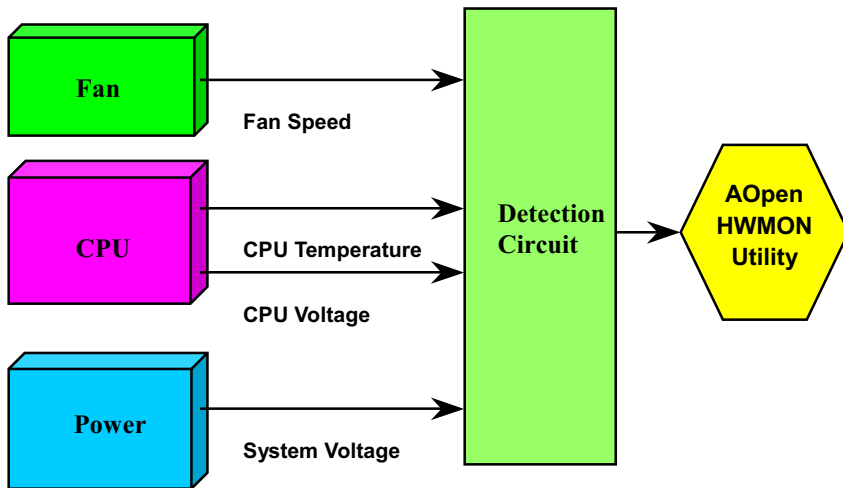 Fan
Fan Speed
CPU
CPU Temperature
CPU Voltage
Power
System Voltage
Detection
Circuit
AOpen
HWMON
Utility